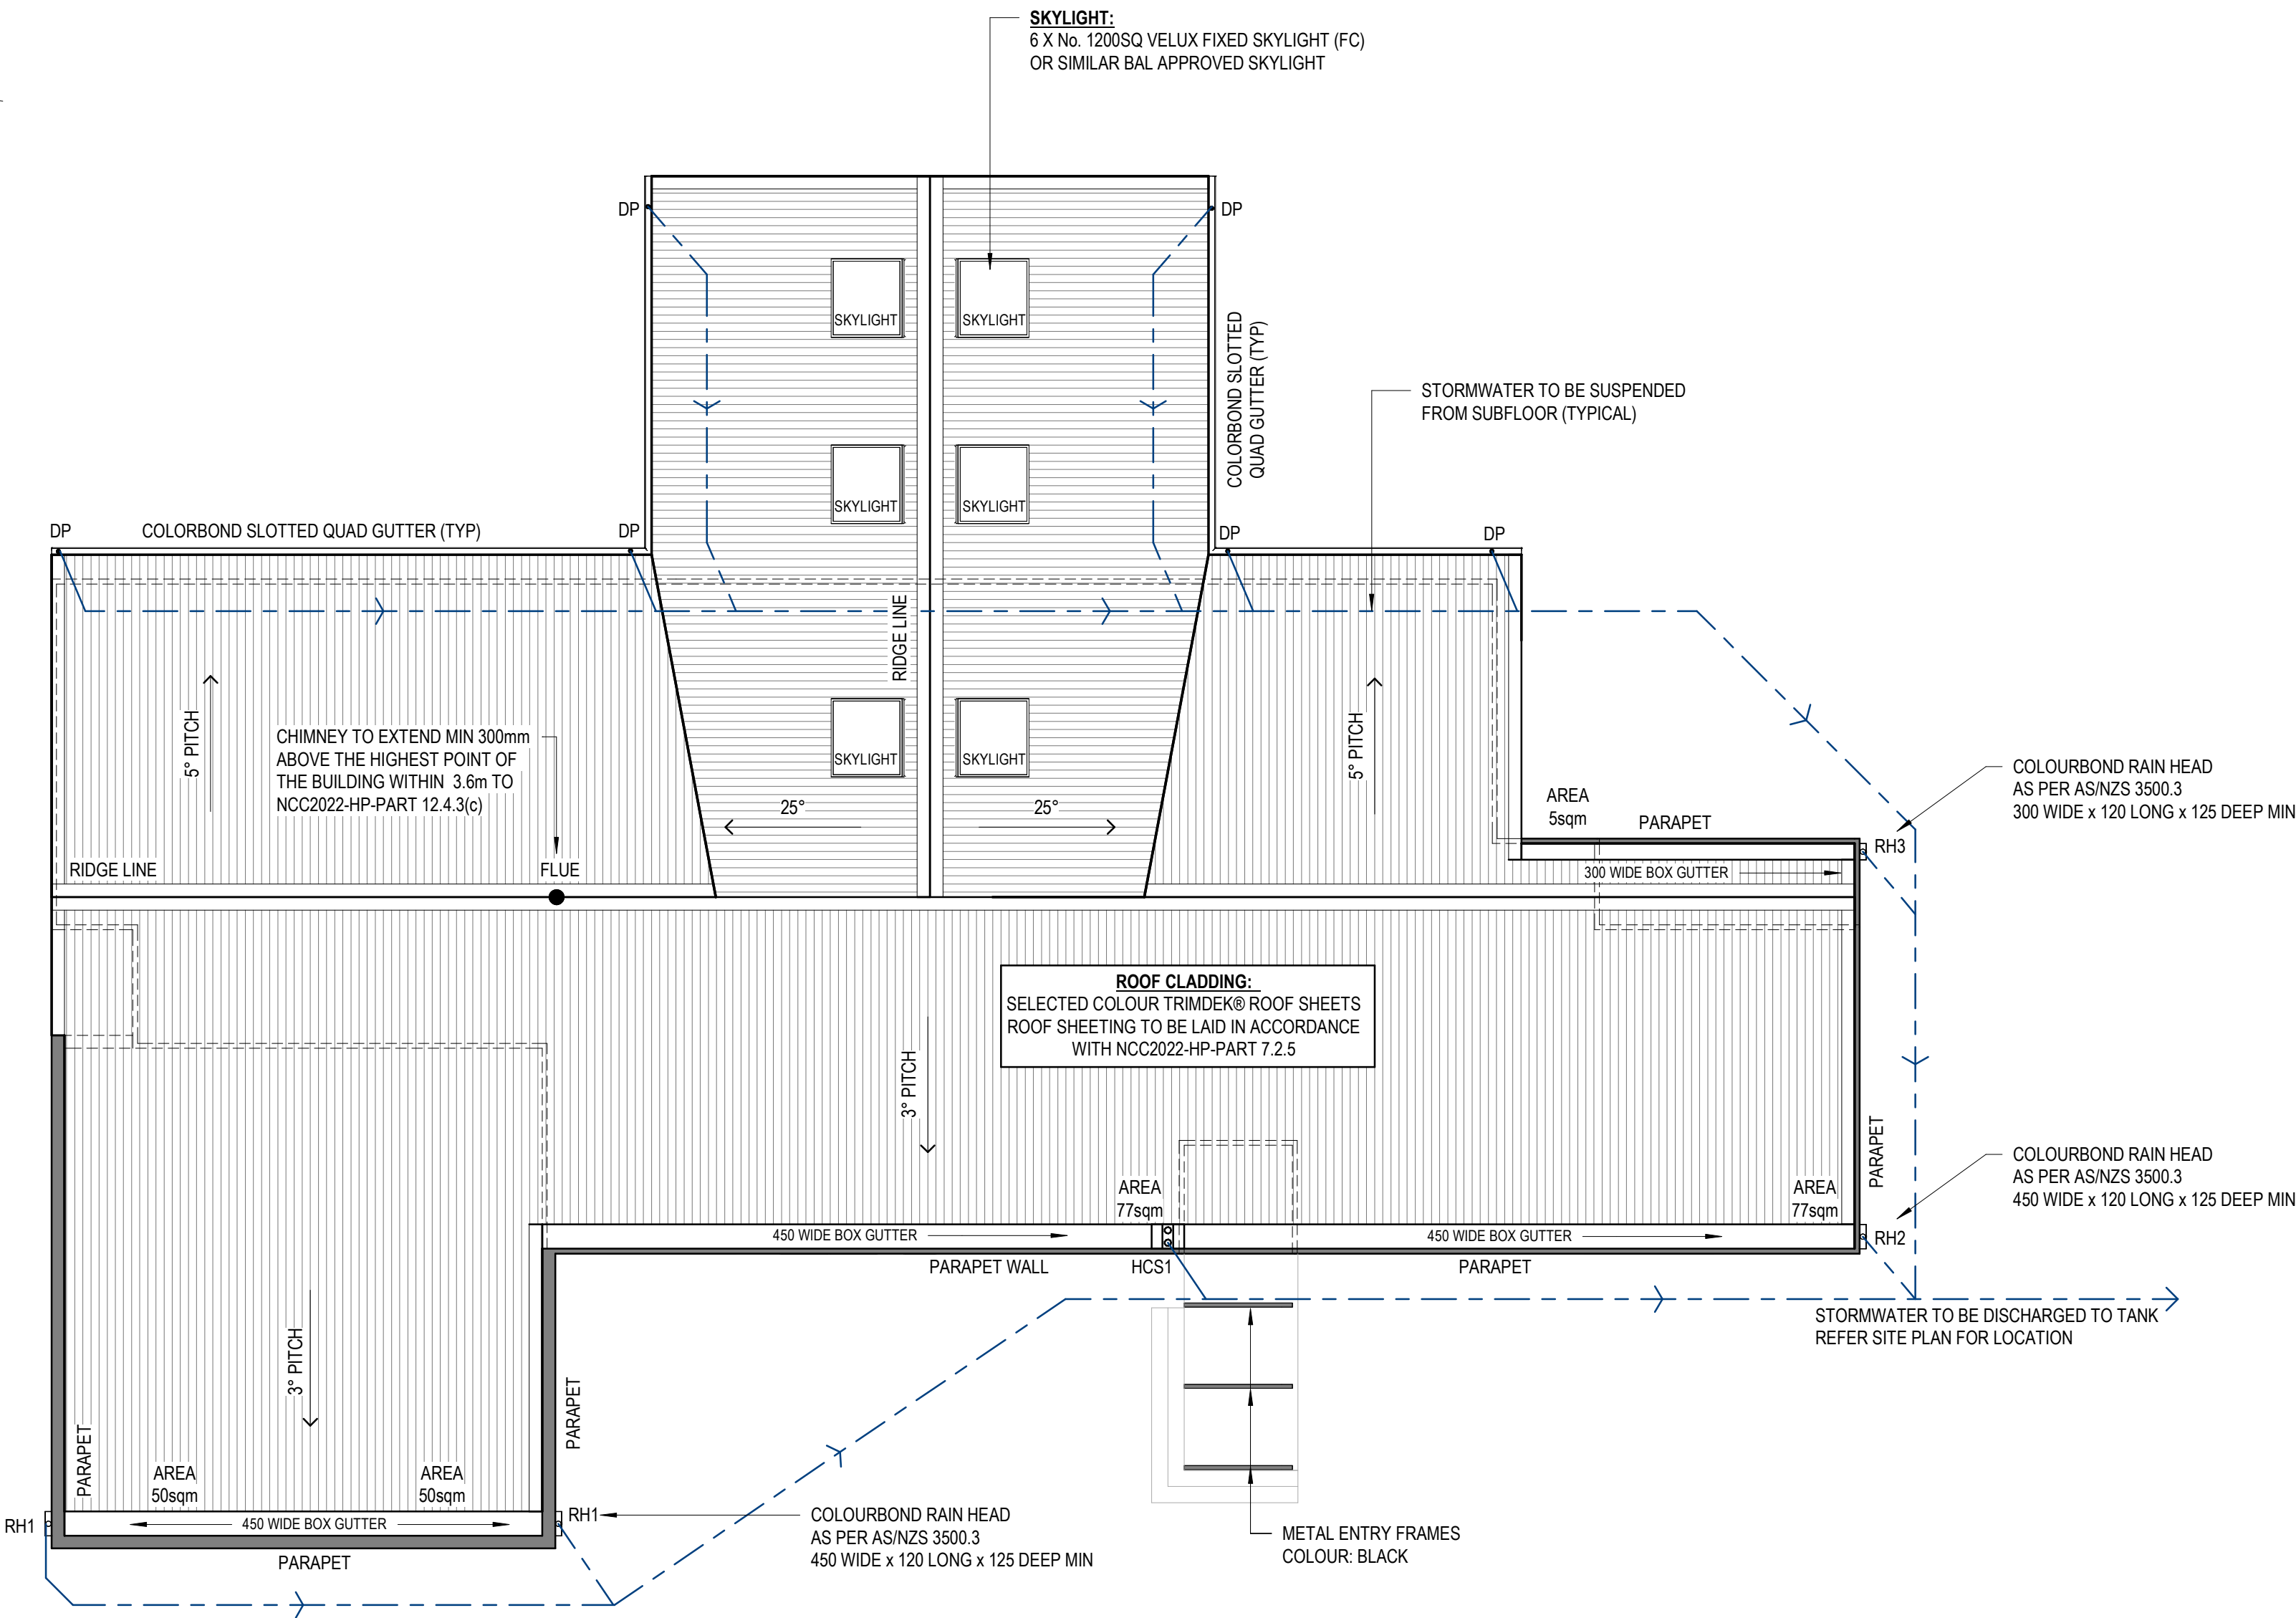 SKYLIGHT:
6 X No. 1200SQ VELUX FIXED SKYLIGHT (FC)
OR SIMILAR BAL APPROVED SKYLIGHT
DP
DP
SKYLIGHT
SKYLIGHT
COLORBOND SLOTTED
QUAD GUTTER (TYP)
STORMWATER TO BE SUSPENDED
FROM SUBFLOOR (TYPICAL)
SKYLIGHT
SKYLIGHT
DP
COLORBOND SLOTTED QUAD GUTTER (TYP)
DP
DP
DP
RIDGE LINE
5° PITCH
CHIMNEY TO EXTEND MIN 300mm
ABOVE THE HIGHEST POINT OF
THE BUILDING WITHIN 3.6m TO
NCC2022-HP-PART 12.4.3(c)
SKYLIGHT
SKYLIGHT
5° PITCH
25°
25°
COLOURBOND RAIN HEAD
AS PER AS/NZS 3500.3
300 WIDE x 120 LONG x 125 DEEP MIN
AREA
5sqm
PARAPET
RH3
RIDGE LINE
FLUE
300 WIDE BOX GUTTER
ROOF CLADDING:
SELECTED COLOUR TRIMDEK® ROOF SHEETS
ROOF SHEETING TO BE LAID IN ACCORDANCE
WITH NCC2022-HP-PART 7.2.5
3° PITCH
PARAPET
COLOURBOND RAIN HEAD
AS PER AS/NZS 3500.3
450 WIDE x 120 LONG x 125 DEEP MIN
AREA
77sqm
AREA
77sqm
450 WIDE BOX GUTTER
450 WIDE BOX GUTTER
RH2
PARAPET WALL
HCS1
PARAPET
STORMWATER TO BE DISCHARGED TO TANK
REFER SITE PLAN FOR LOCATION
3° PITCH
PARAPET
PARAPET
AREA
50sqm
AREA
50sqm
RH1
450 WIDE BOX GUTTER
RH1
COLOURBOND RAIN HEAD
AS PER AS/NZS 3500.3
450 WIDE x 120 LONG x 125 DEEP MIN
PARAPET
METAL ENTRY FRAMES
COLOUR: BLACK